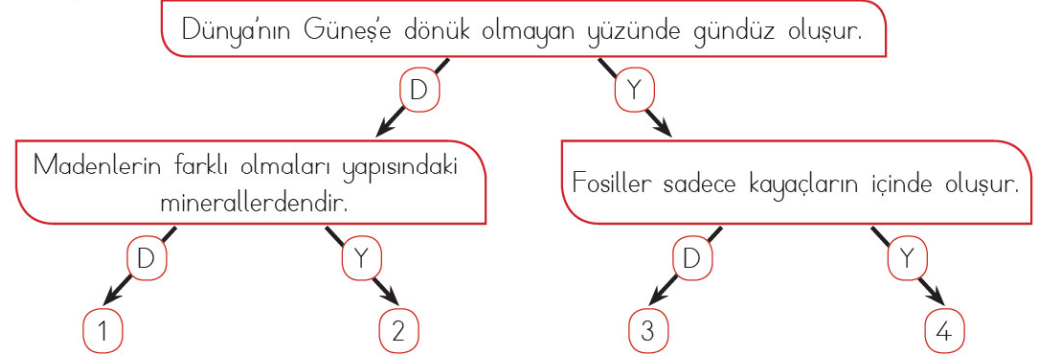 Dünya'nın Güneş'e dönük olmayan yüzünde gündüz oluşur.
D
Y
Madenlerin farklı olmaları yapısındaki
minerallerdendir.
Fosiller sadece kayaçların içinde oluşur.
D
Y
D
Y
1
2
3
4